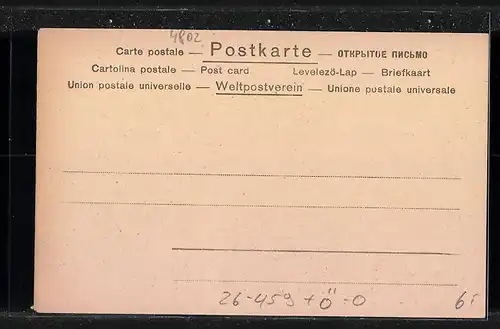 4802
Carte postale — Postkarte — ОТКРЫТОЕ ПИСЬМО
Cartolina postale — Post card Levelező-Lap — Briefkaart
Union postale universelle — Weltpostverein — Unione postale universale
26-459+Ö-O 6,-